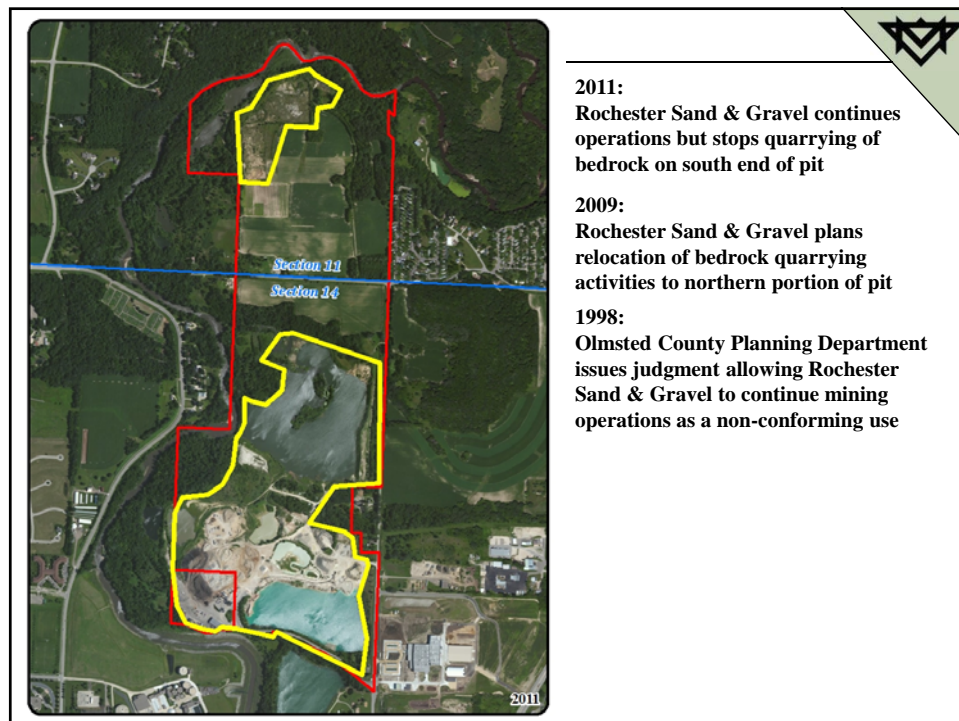 2011:
Rochester Sand & Gravel continues
operations but stops quarrying of
bedrock on south end of pit
2009:
Rochester Sand & Gravel plans
relocation of bedrock quarrying
activities to northern portion of pit
1998:
Olmsted County Planning Department
issues judgment allowing Rochester
Sand & Gravel to continue mining
operations as a non-conforming use
Section 11
Section 14
2011